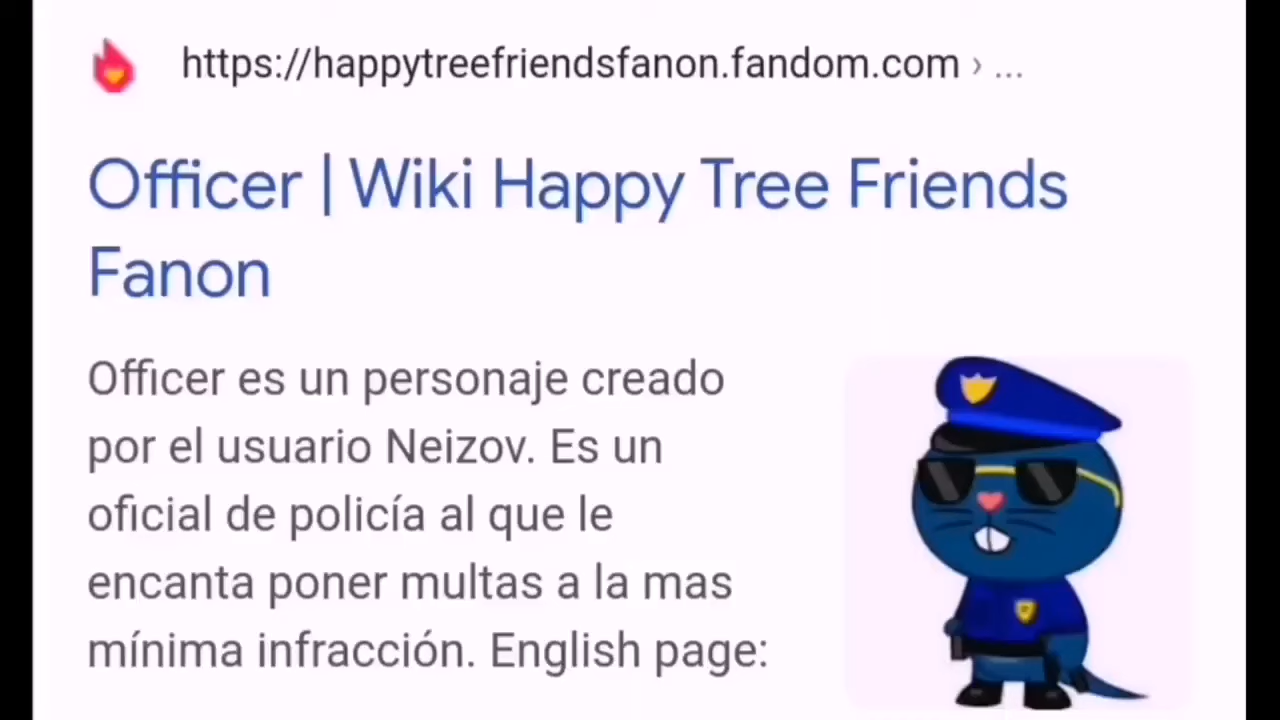 https://happytreefriendsfanon.fandom.com › ...
Officer | Wiki Happy Tree Friends
Fanon
Officer es un personaje creado
por el usuario Neizov. Es un
oficial de policía al que le
encanta poner multas a la mas
mínima infracción. English page: